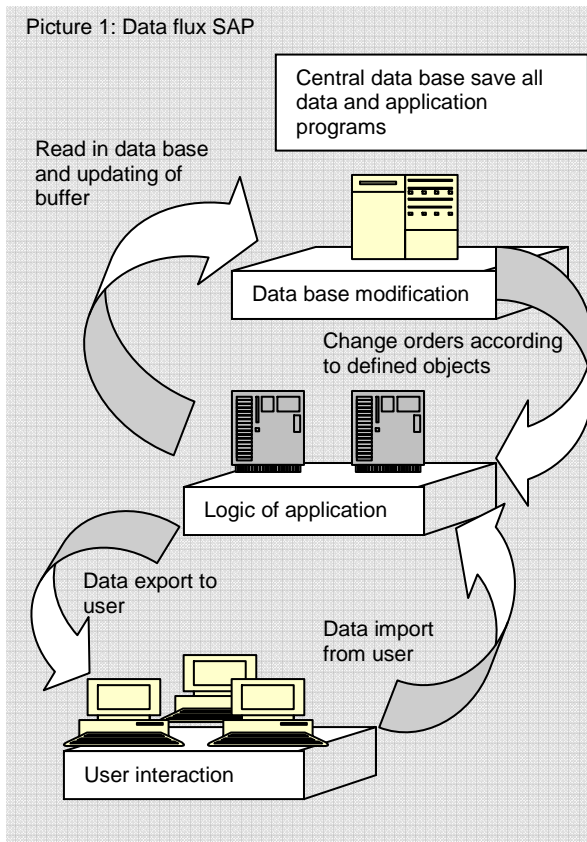 Picture 1: Data flux SAP
Central data base save all
data and application
programs
Read in data base
and updating of
buffer
Data base modification
Change orders according
to defined objects
Logic of application
Data export to
user
Data import
from user
User interaction